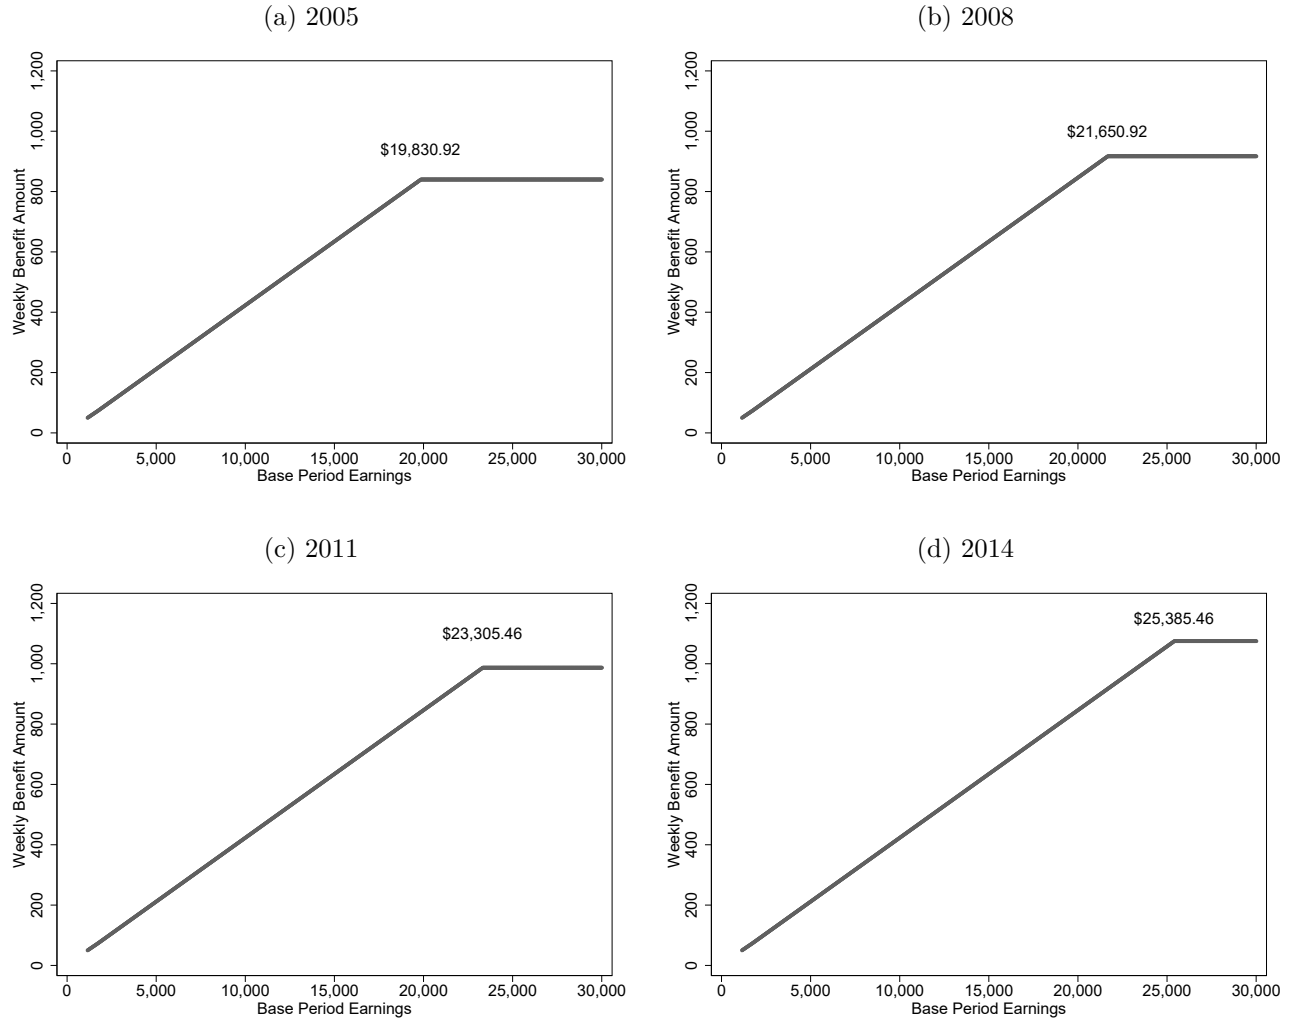 (a) 2005
1,200
1,000
800
600
400
200
0
Weekly Benefit Amount
$19,830.92
0 5,000 10,000 15,000 20,000 25,000 30,000
Base Period Earnings
(b) 2008
1,200
1,000
800
600
400
200
0
Weekly Benefit Amount
$21,650.92
0 5,000 10,000 15,000 20,0000 25,000 30,000
Base Period Earnings
(c) 2011
1,200
1,000
800
600
400
200
0
Weekly Benefit Amount
$23,305.46
0 5,000 10,000 15,000 20,000 25,000 30,000
Base Period Earnings
(d) 2014
1,200
1,000
800
600
400
200
0
Weekly Benefit Amount
$25,385.46
0 5,000 10,000 15,000 20,0000 25,000 30,000
Base Period Earnings